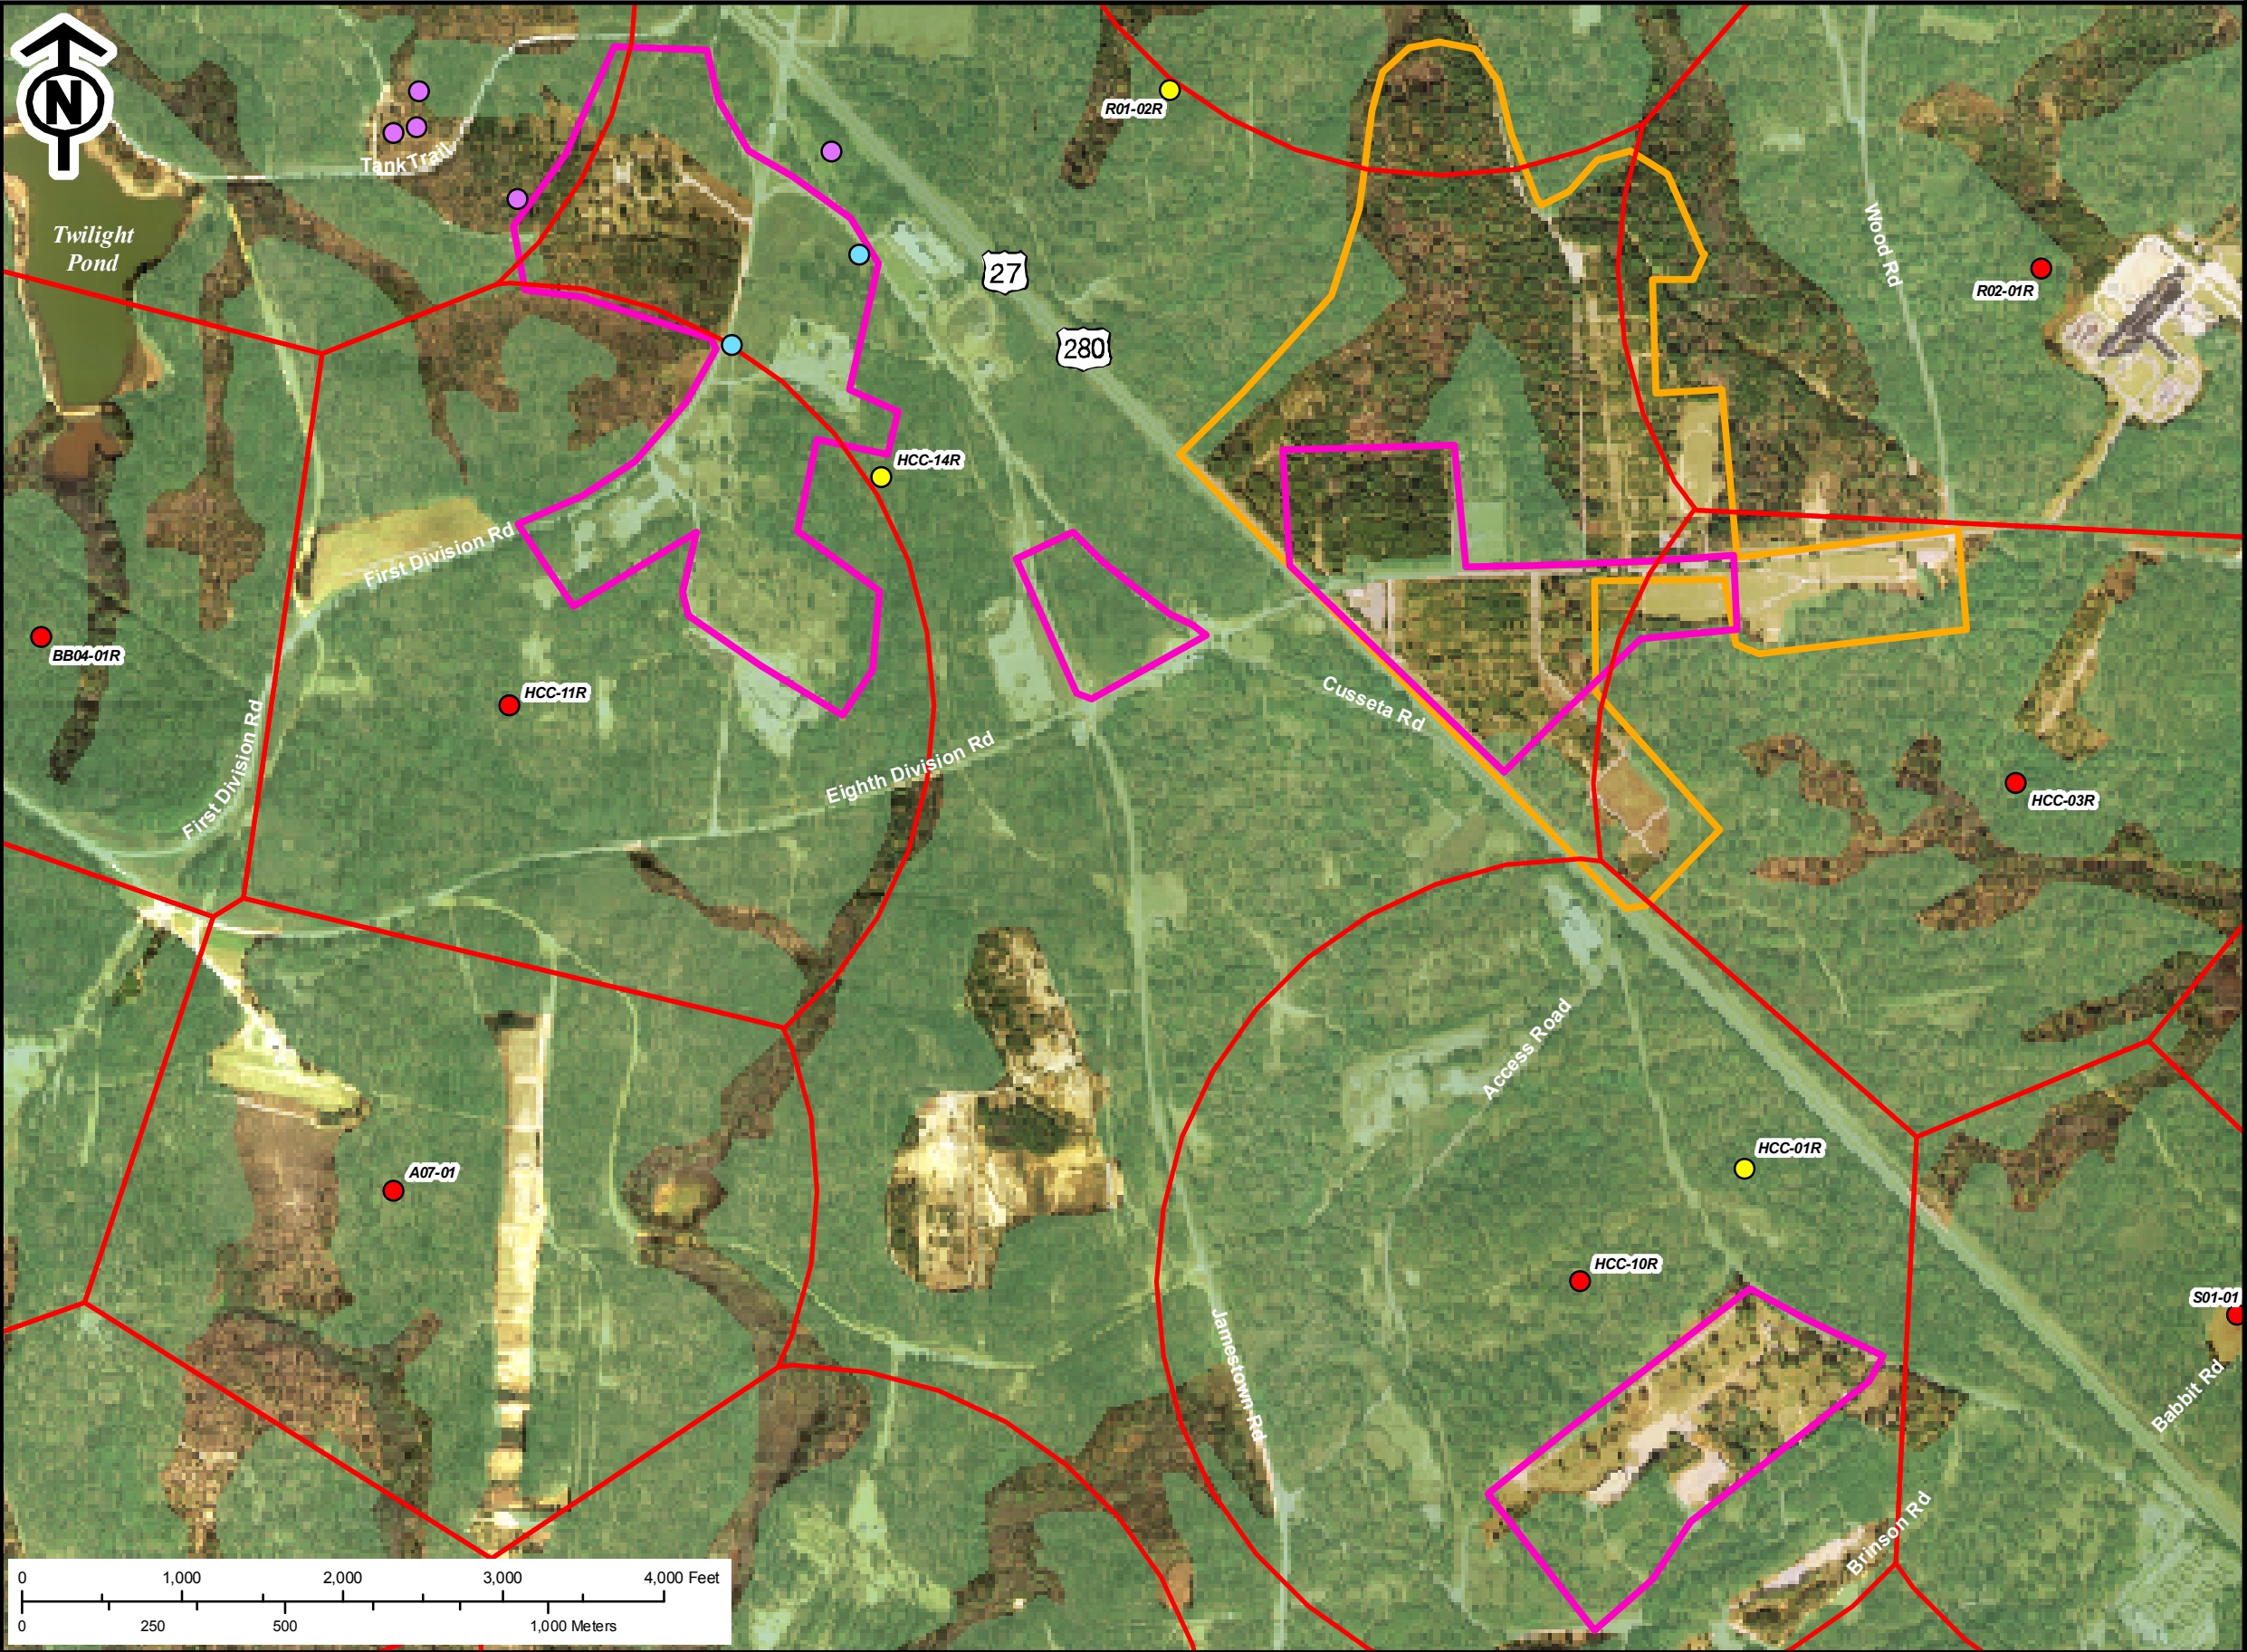 N
R01-02R
TankTrail
Twilight
Pond
Wood Rd
27
R02-01R
280
HCC-14R
First Division Rd
BB04-01R
HCC-11R
Cusseta Rd
First Division Rd
Eighth Division Rd
HCC-03R
Access Road
HCC-01R
A07-01
HCC-10R
S01-01
Jamestown Rd
Babbit Rd
Brinson Rd
0 1,000 2,000 3,000 4,000 Feet
0 250 500 1,000 Meters